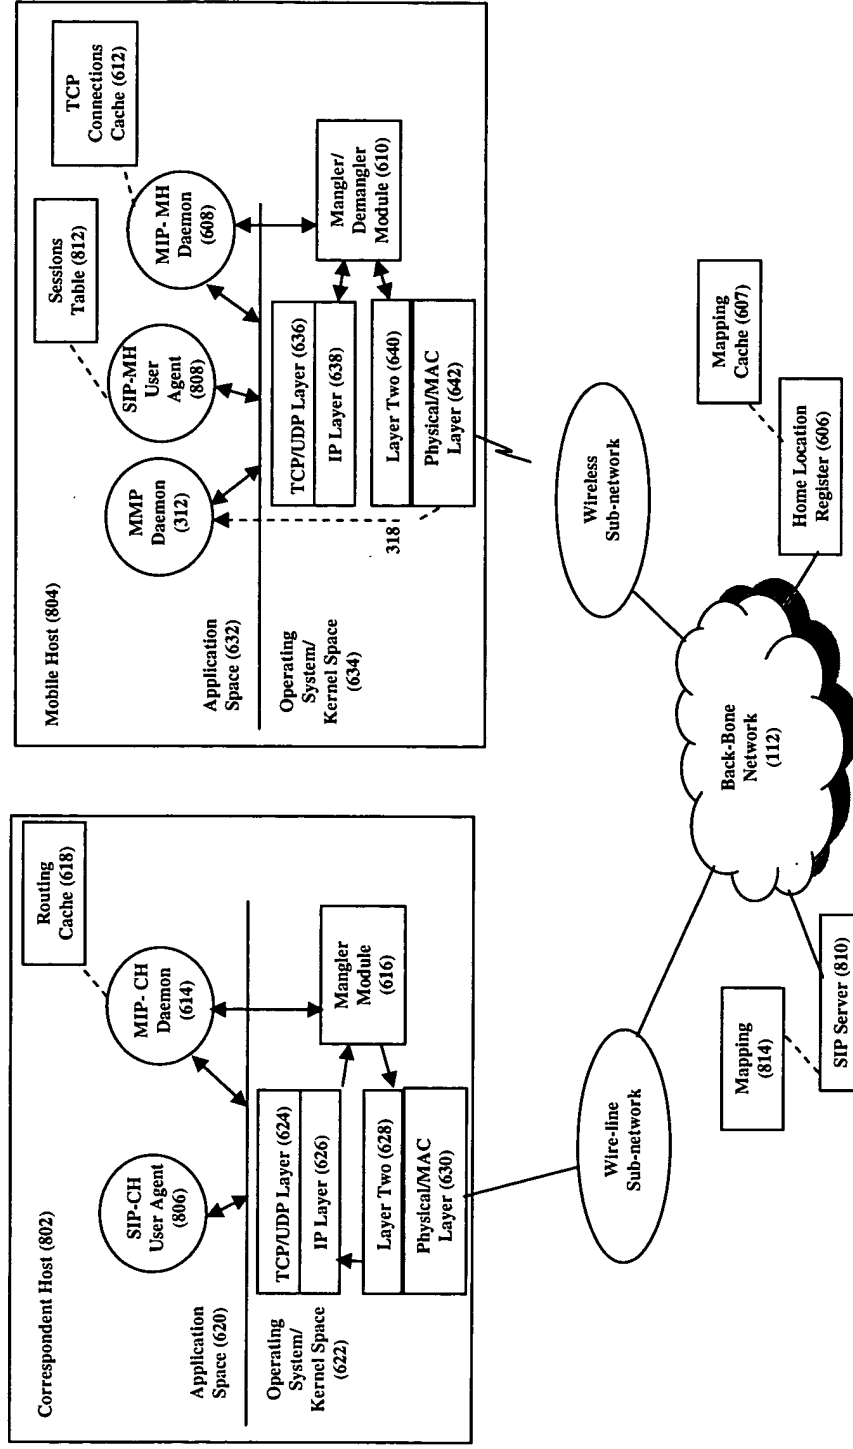 Correspondent Host (802)
Routing
Cache (618)
SIP-CH
User Agent
(806)
MIP- CH
Daemon
(614)
Application
Space (620)
Operating
System/
Kernel Space
(622)
TCP/UDP Layer (624)
IP Layer (626)
Layer Two (628)
Physical/MAC
Layer (630)
Mangler
Module
(616)
Mobile Host (804)
Sessions
Table (812)
TCP
Connections
Cache (612)
MMP
Daemon
(312)
SIP-MH
User
Agent
(808)
MIP- MH
Daemon
(608)
Application
Space (632)
Operating
System/
Kernel Space
(634)
318
TCP/UDP Layer (636)
IP Layer (638)
Layer Two (640)
Physical/MAC
Layer (642)
Mangler/
Demangler
Module (610)
Wire-line
Sub-network
Wireless
Sub-network
Mapping
(814)
SIP Server (810)
Back-Bone
Network
(112)
Mapping
Cache (607)
Home Location
Register (606)